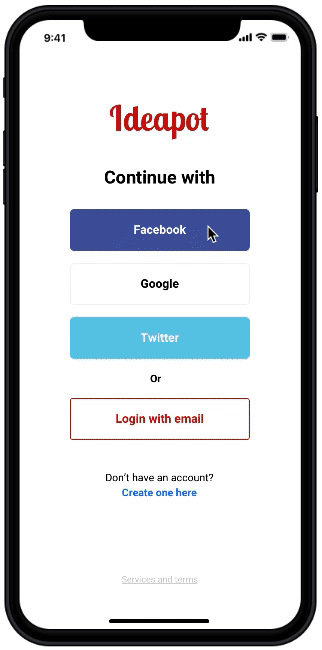 9:41
Ideapot
Continue with
Facebook
Google
Twitter
Or
Login with email
Don't have an account?
Create one here
Services and terms